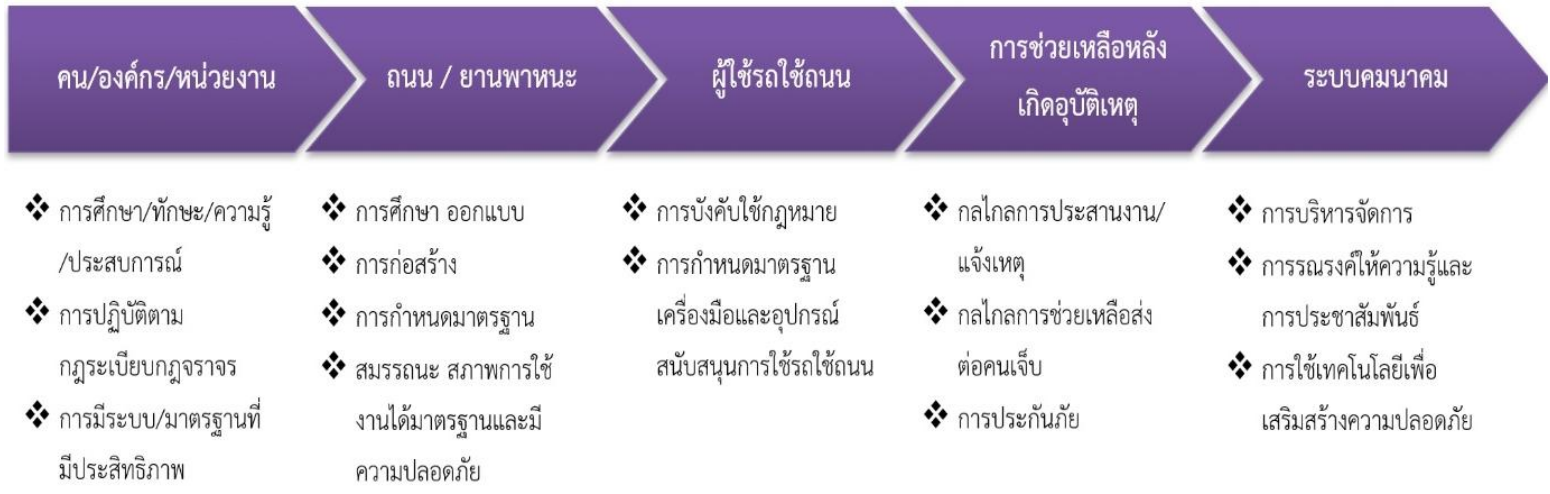 คน/องค์กร/หน่วยงาน
ถนน / ยานพาหนะ
ผู้ใช้รถใช้ถนน
การช่วยเหลือหลัง
เกิดอุบัติเหตุ
ระบบคมนาคม
❖ การศึกษา/ทักษะ/ความรู้
/ประสบการณ์
❖ การปฏิบัติตาม
กฎระเบียบกฎจราจร
❖ การมีระบบ/มาตรฐานที่
มีประสิทธิภาพ
❖ การศึกษา ออกแบบ
❖ การก่อสร้าง
❖ การกำหนดมาตรฐาน
❖ สมรรถนะ สภาพการใช้
งานได้มาตรฐานและมี
ความปลอดภัย
❖ การบังคับใช้กฎหมาย
❖ การกำหนดมาตรฐาน
เครื่องมือและอุปกรณ์
สนับสนุนการใช้รถใช้ถนน
❖ กลไกลการประสานงาน/
แจ้งเหตุ
❖ กลไกลการช่วยเหลือส่ง
ต่อคนเจ็บ
❖ การประกันภัย
❖ การบริหารจัดการ
❖ การรณรงค์ให้ความรู้และ
การประชาสัมพันธ์
❖ การใช้เทคโนโลยีเพื่อ
เสริมสร้างความปลอดภัย